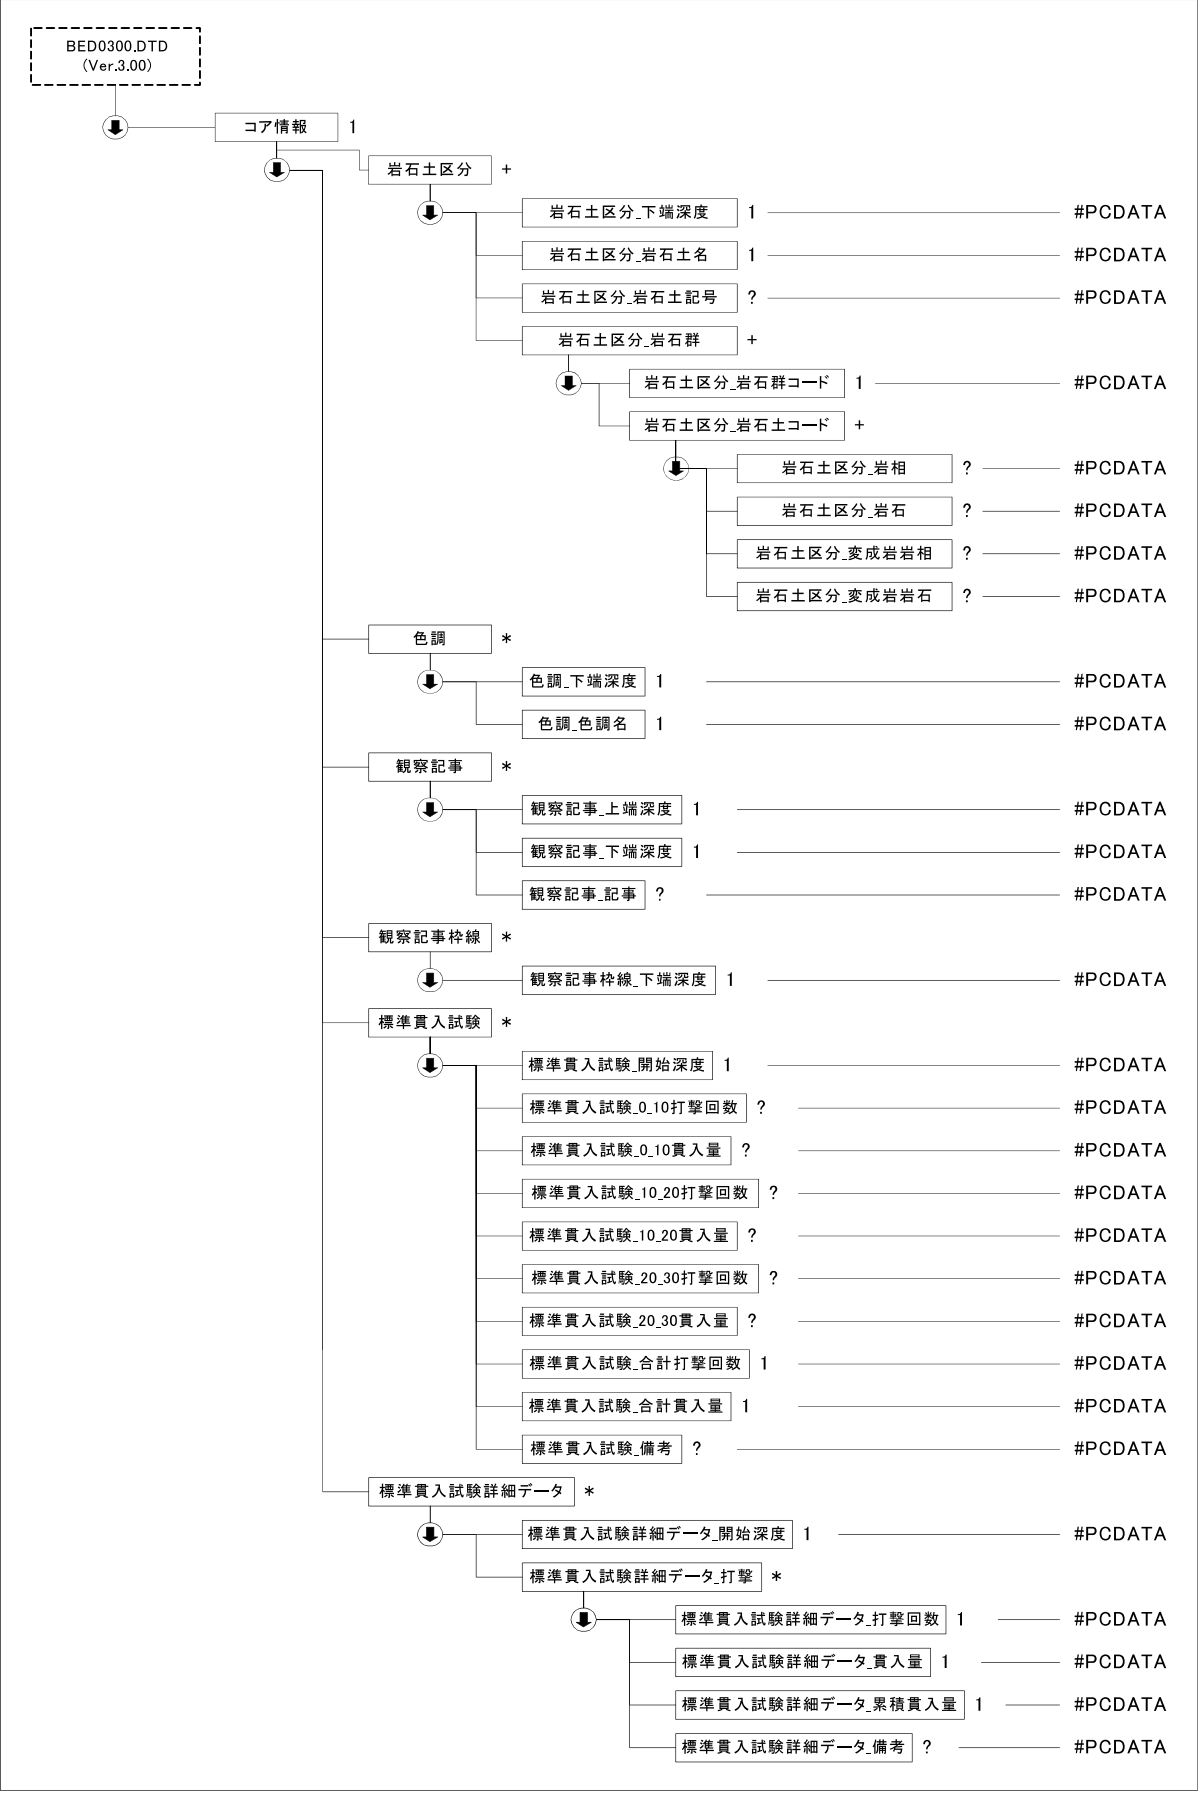 BED0300.DTD
(Ver.3.00)
コア情報 1
岩石土区分 +
岩石土区分_下端深度 1 #PCDATA
岩石土区分_岩石土名 1 #PCDATA
岩石土区分_岩石土記号 ? #PCDATA
岩石土区分_岩石群 +
岩石土区分_岩石群コード 1 #PCDATA
岩石土区分_岩石土コード +
岩石土区分_岩相 ? #PCDATA
岩石土区分_岩石 ? #PCDATA
岩石土区分_変成岩岩相 ? #PCDATA
岩石土区分_変成岩岩石 ? #PCDATA
色調 *
色調_下端深度 1 #PCDATA
色調_色調名 1 #PCDATA
観察記事 *
観察記事_上端深度 1 #PCDATA
観察記事_下端深度 1 #PCDATA
観察記事_記事 ? #PCDATA
観察記事枠線 *
観察記事枠線_下端深度 1 #PCDATA
標準貫入試験 *
標準貫入試験_開始深度 1 #PCDATA
標準貫入試験_0_10打撃回数 ? #PCDATA
標準貫入試験_0_10貫入量 ? #PCDATA
標準貫入試験_10_20打撃回数 ? #PCDATA
標準貫入試験_10_20貫入量 ? #PCDATA
標準貫入試験_20_30打撃回数 ? #PCDATA
標準貫入試験_20_30貫入量 ? #PCDATA
標準貫入試験_合計打撃回数 1 #PCDATA
標準貫入試験_合計貫入量 1 #PCDATA
標準貫入試験_備考 ? #PCDATA
標準貫入試験詳細データ *
標準貫入試験詳細データ_開始深度 1 #PCDATA
標準貫入試験詳細データ_打撃 *
標準貫入試験詳細データ_打撃回数 1 #PCDATA
標準貫入試験詳細データ_貫入量 1 #PCDATA
標準貫入試験詳細データ_累積貫入量 1 #PCDATA
標準貫入試験詳細データ_備考 ? #PCDATA